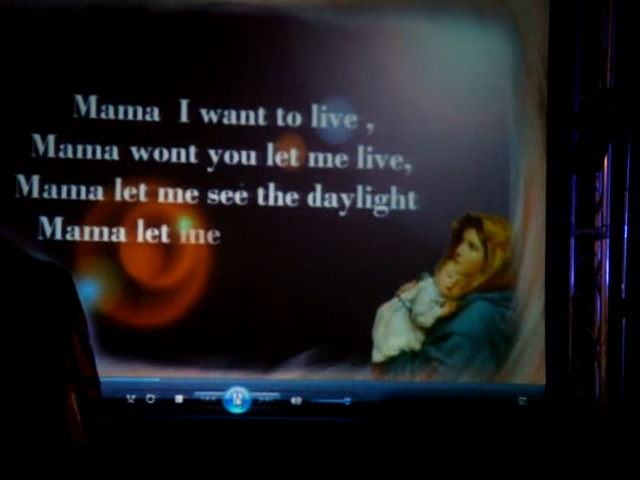 Mama I want to live ,
Mama wont you let me live,
Mama let me see the daylight
Mama let me